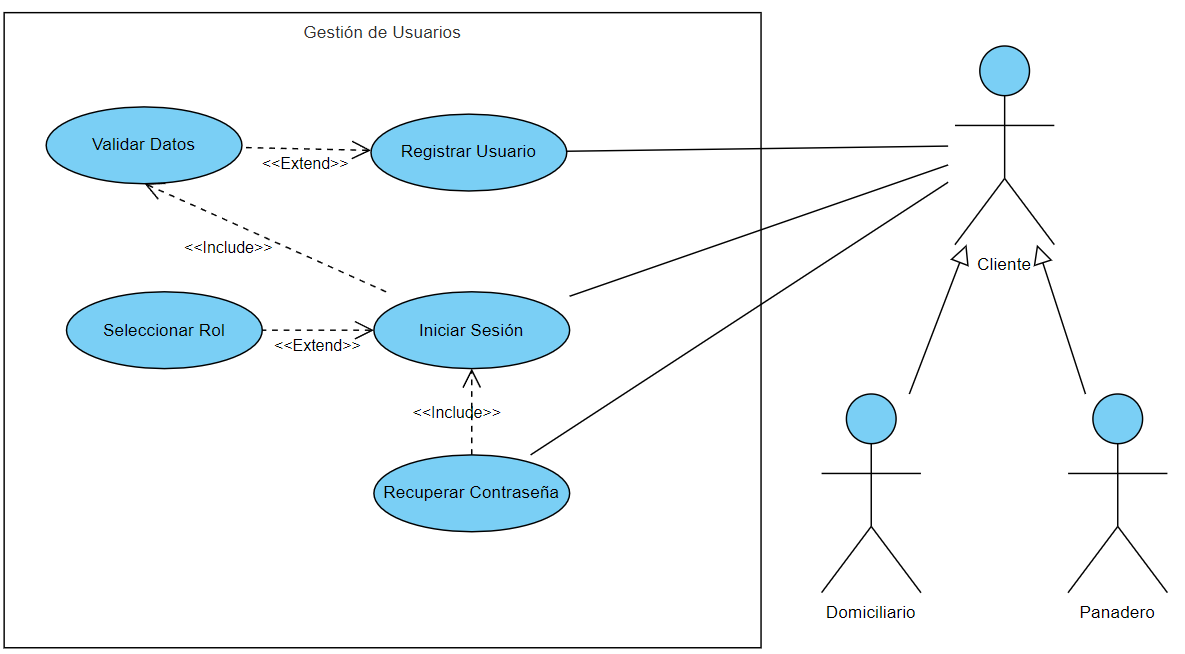 Gestión de Usuarios
Validar Datos
<<Extend>>
Registrar Usuario
<<Include>>
Cliente
Seleccionar Rol
<<Extend>>
Iniciar Sesión
<<Include>>
Recuperar Contraseña
Domiciliario
Panadero